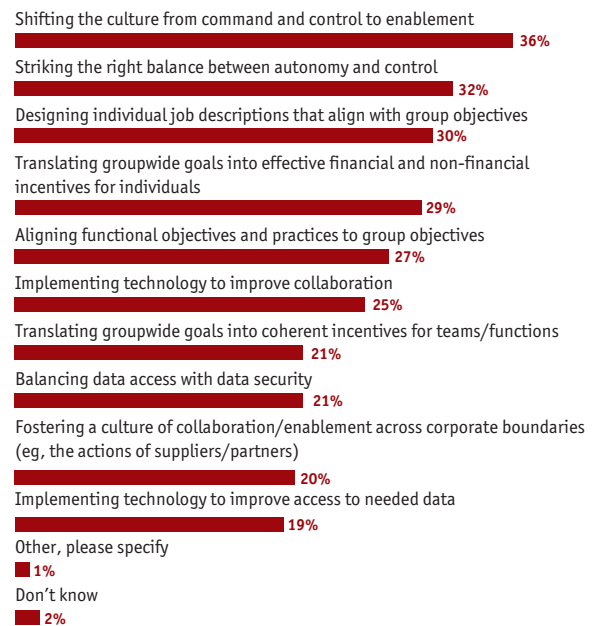 Shifting the culture from command and control to enablement
36%
Striking the right balance between autonomy and control
32%
Designing individual job descriptions that align with group objectives
30%
Translating groupwide goals into effective financial and non-financial
incentives for individuals
29%
Aligning functional objectives and practices to group objectives
27%
Implementing technology to improve collaboration
25%
Translating groupwide goals into coherent incentives for teams/functions
21%
Balancing data access with data security
21%
Fostering a culture of collaboration/enablement across corporate boundaries
(eg, the actions of suppliers/partners)
20%
Implementing technology to improve access to needed data
19%
Other, please specify
1%
Don’t know
2%